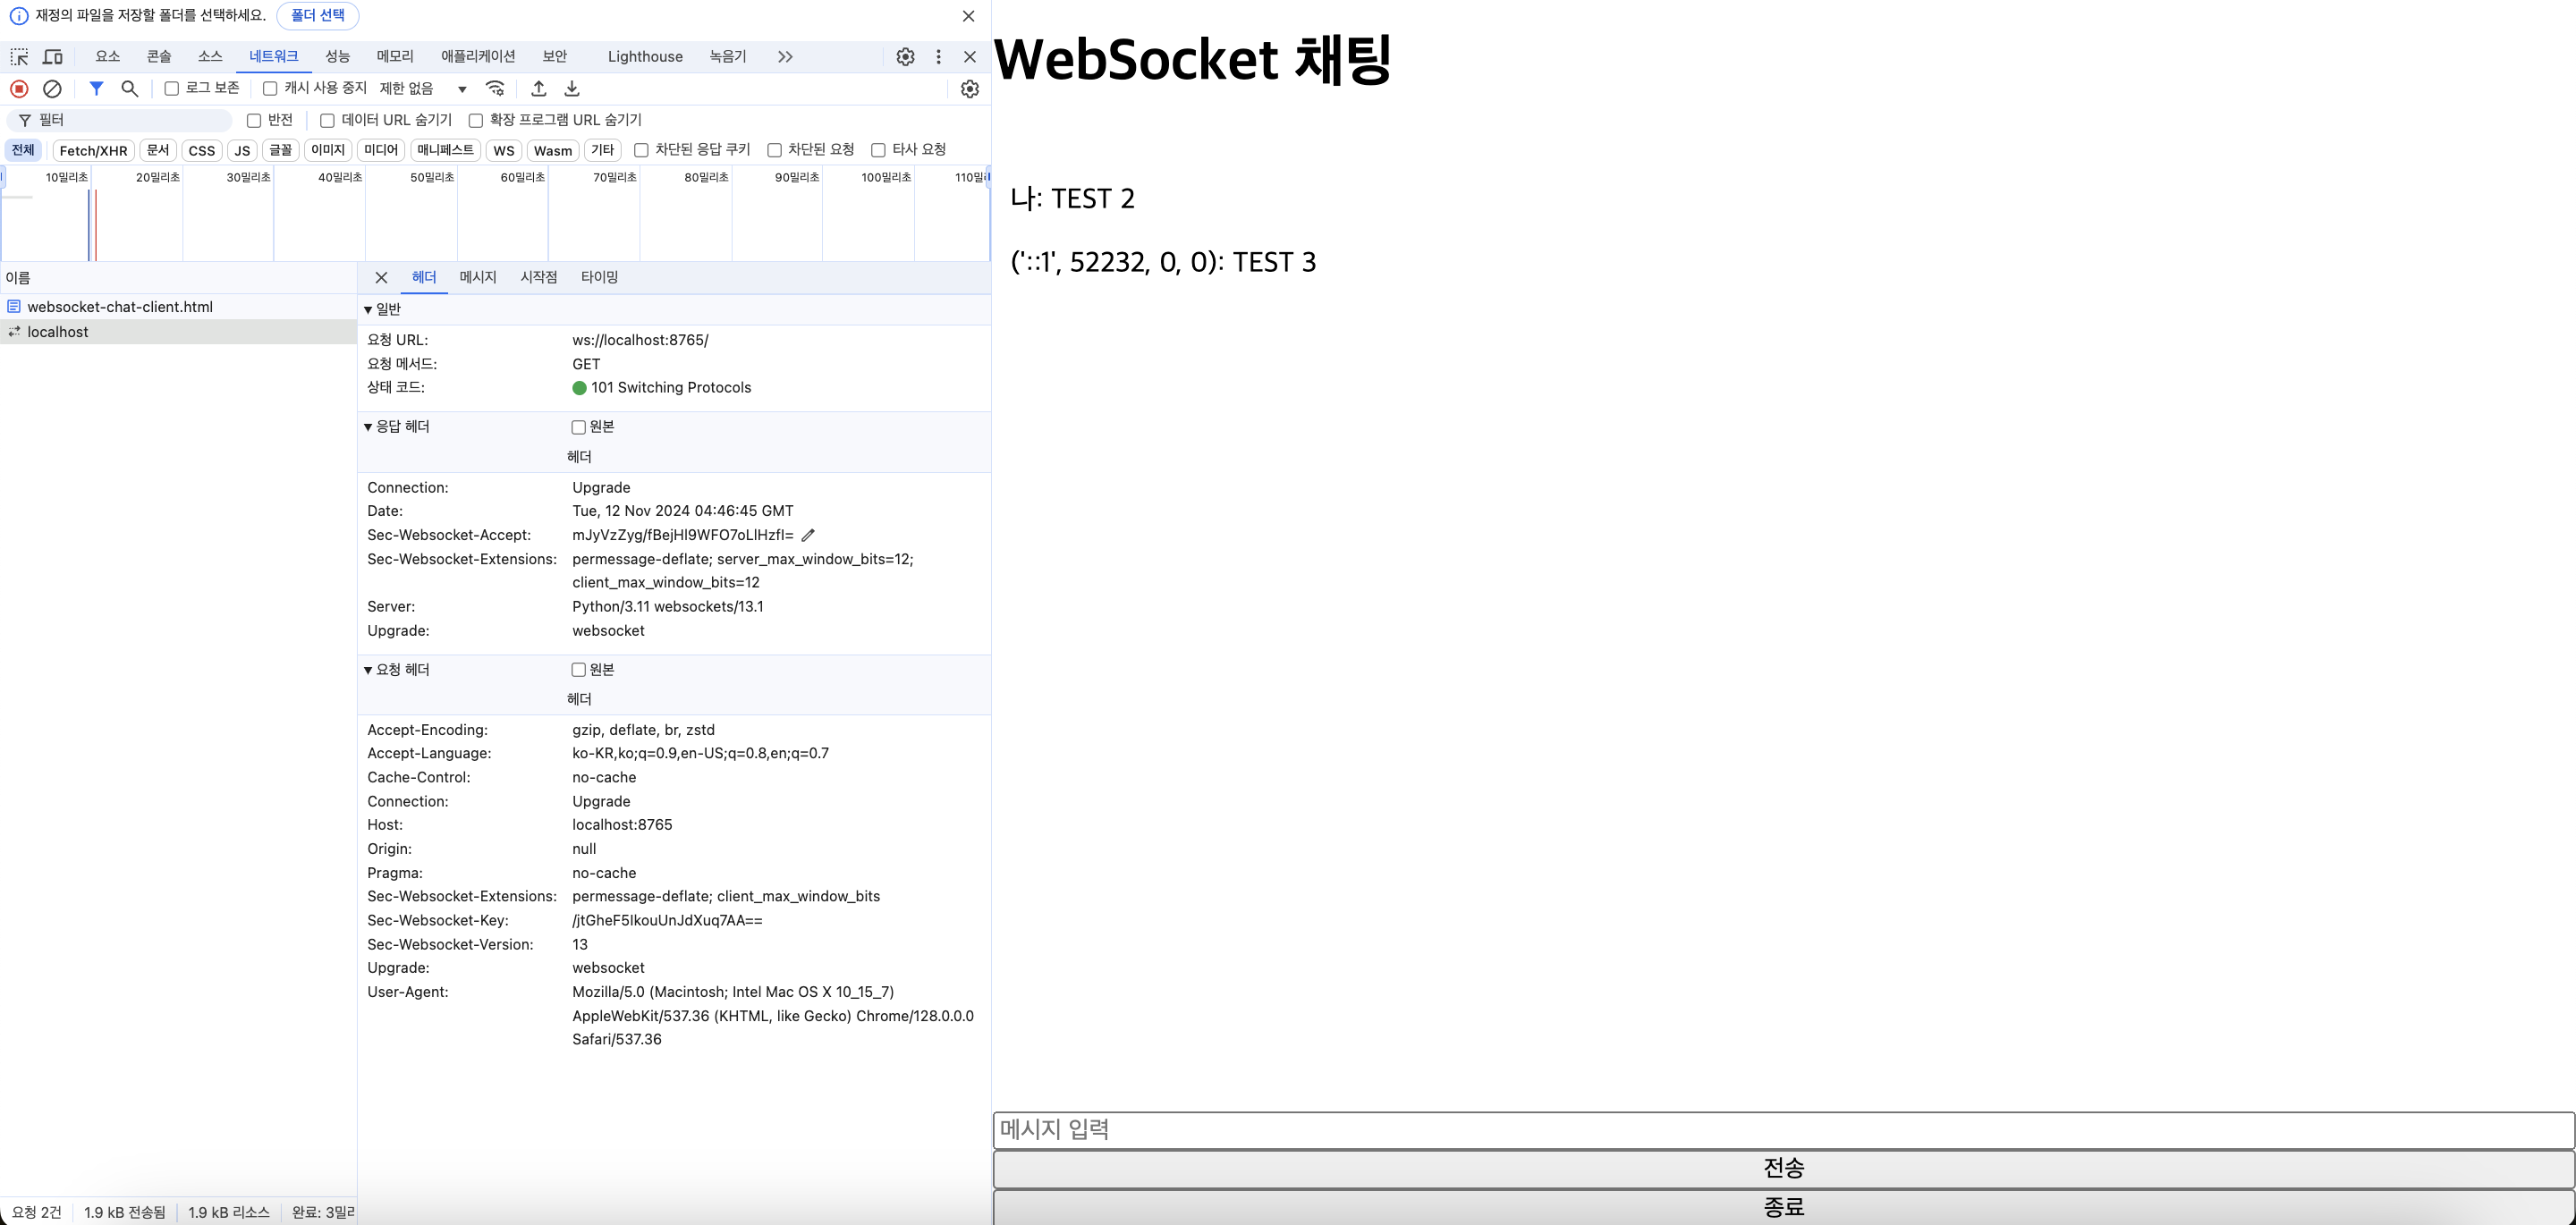 재정의 파일을 저장할 폴더를 선택하세요. 폴더 선택
요소 콘솔 소스 네트워크 성능 메모리 애플리케이션 보안 Lighthouse 녹음기
로그 보존 캐시 사용 중지 제한 없음
필터 반전 데이터 URL 숨기기 확장 프로그램 URL 숨기기
전체 Fetch/XHR 문서 CSS JS 글꼴 이미지 미디어 매니페스트 WS Wasm 기타 차단된 응답 쿠키 차단된 요청 타사 요청
10밀리초 20밀리초 30밀리초 40밀리초 50밀리초 60밀리초 70밀리초 80밀리초 90밀리초 100밀리초 110밀
이름
websocket-chat-client.html
localhost
헤더 메시지 시작점 타이밍
일반
요청 URL: ws://localhost:8765/
요청 메서드: GET
상태 코드: 101 Switching Protocols
응답 헤더 원본
헤더
Connection: Upgrade
Date: Tue, 12 Nov 2024 04:46:45 GMT
Sec-Websocket-Accept: mJyVzZyg/fBejHl9WFO7oLlHzfI=
Sec-Websocket-Extensions: permessage-deflate; server_max_window_bits=12;
client_max_window_bits=12
Server: Python/3.11 websockets/13.1
Upgrade: websocket
요청 헤더 원본
헤더
Accept-Encoding: gzip, deflate, br, zstd
Accept-Language: ko-KR,ko;q=0.9,en-US;q=0.8,en;q=0.7
Cache-Control: no-cache
Connection: Upgrade
Host: localhost:8765
Origin: null
Pragma: no-cache
Sec-Websocket-Extensions: permessage-deflate; client_max_window_bits
Sec-Websocket-Key: /jtGheF5IkouUnJdXuq7AA==
Sec-Websocket-Version: 13
Upgrade: websocket
User-Agent: Mozilla/5.0 (Macintosh; Intel Mac OS X 10_15_7)
AppleWebKit/537.36 (KHTML, like Gecko) Chrome/128.0.0.0
Safari/537.36
요청 2건 1.9 kB 전송됨 1.9 kB 리소스 완료: 3밀리
WebSocket 채팅
나: TEST 2
('::1', 52232, 0, 0): TEST 3
메시지 입력
전송
종료